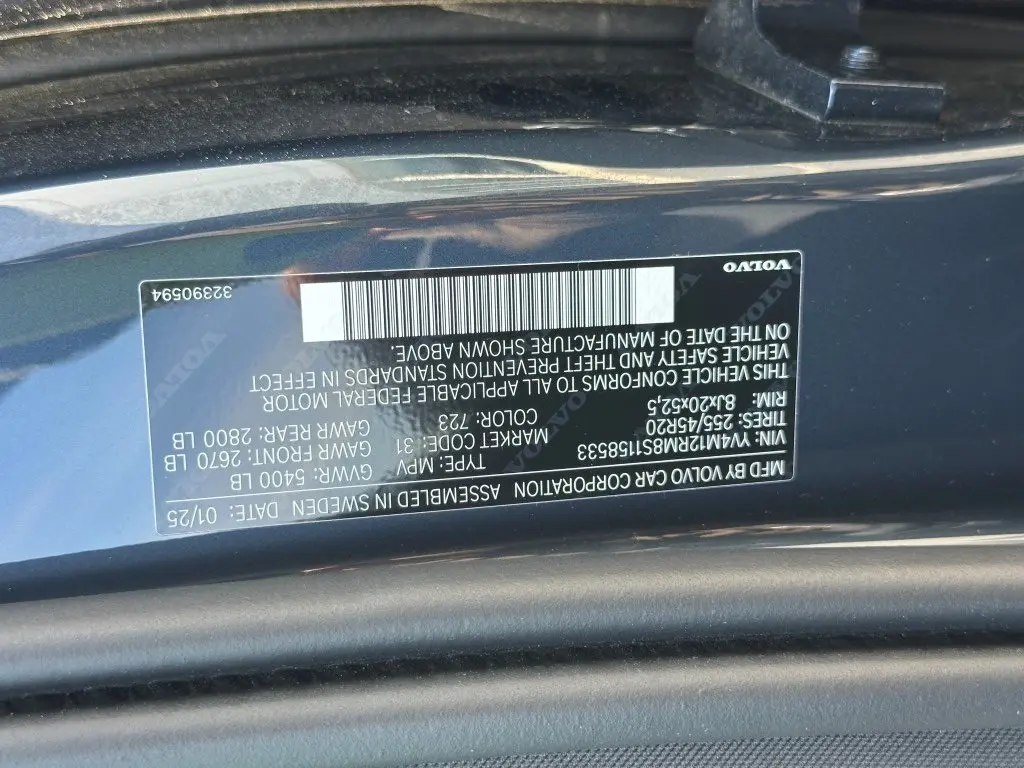 MFD BY VOLVO CAR CORPORATION ASSEMBLED IN SWEDEN DATE: 01/25
VIN: YV4M12RM8S1158533 TYPE: MPV GVWR: 5400 LB
TIRES: 255/45R20 MARKET CODE: 31 GAWR FRONT: 2670 LB
RIM: 8Jx20x52,5 COLOR: 723 GAWR REAR: 2800 LB
THIS VEHICLE CONFORMS TO ALL APPLICABLE FEDERAL MOTOR
VEHICLE SAFETY AND THEFT PREVENTION STANDARDS IN EFFECT
ON THE DATE OF MANUFACTURE SHOWN ABOVE.
VOLVO 32390594